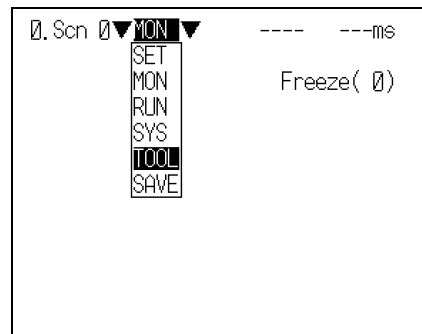 0.Scn 0▼MON ▼ ---- ---ms
SET
MON Freeze( 0)
RUN
SYS
TOOL
SAVE